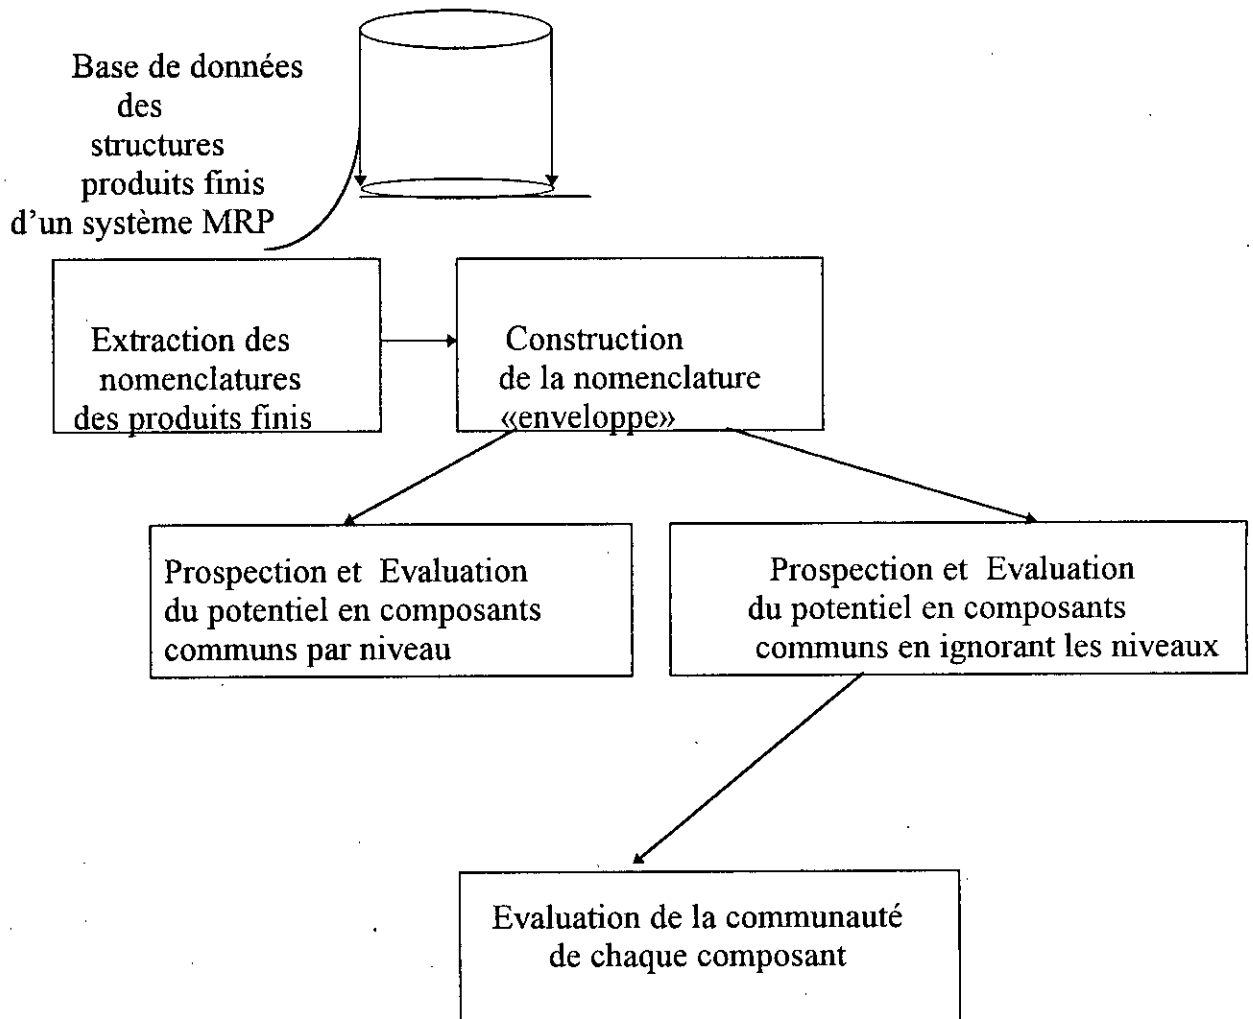 Base de données
des
structures
produits finis
d'un système MRP
Extraction des
nomenclatures
des produits finis
Construction
de la nomenclature
«enveloppe»
Prospection et Evaluation
du potentiel en composants
communs par niveau
Prospection et Evaluation
du potentiel en composants
communs en ignorant les niveaux
Evaluation de la communauté
de chaque composant